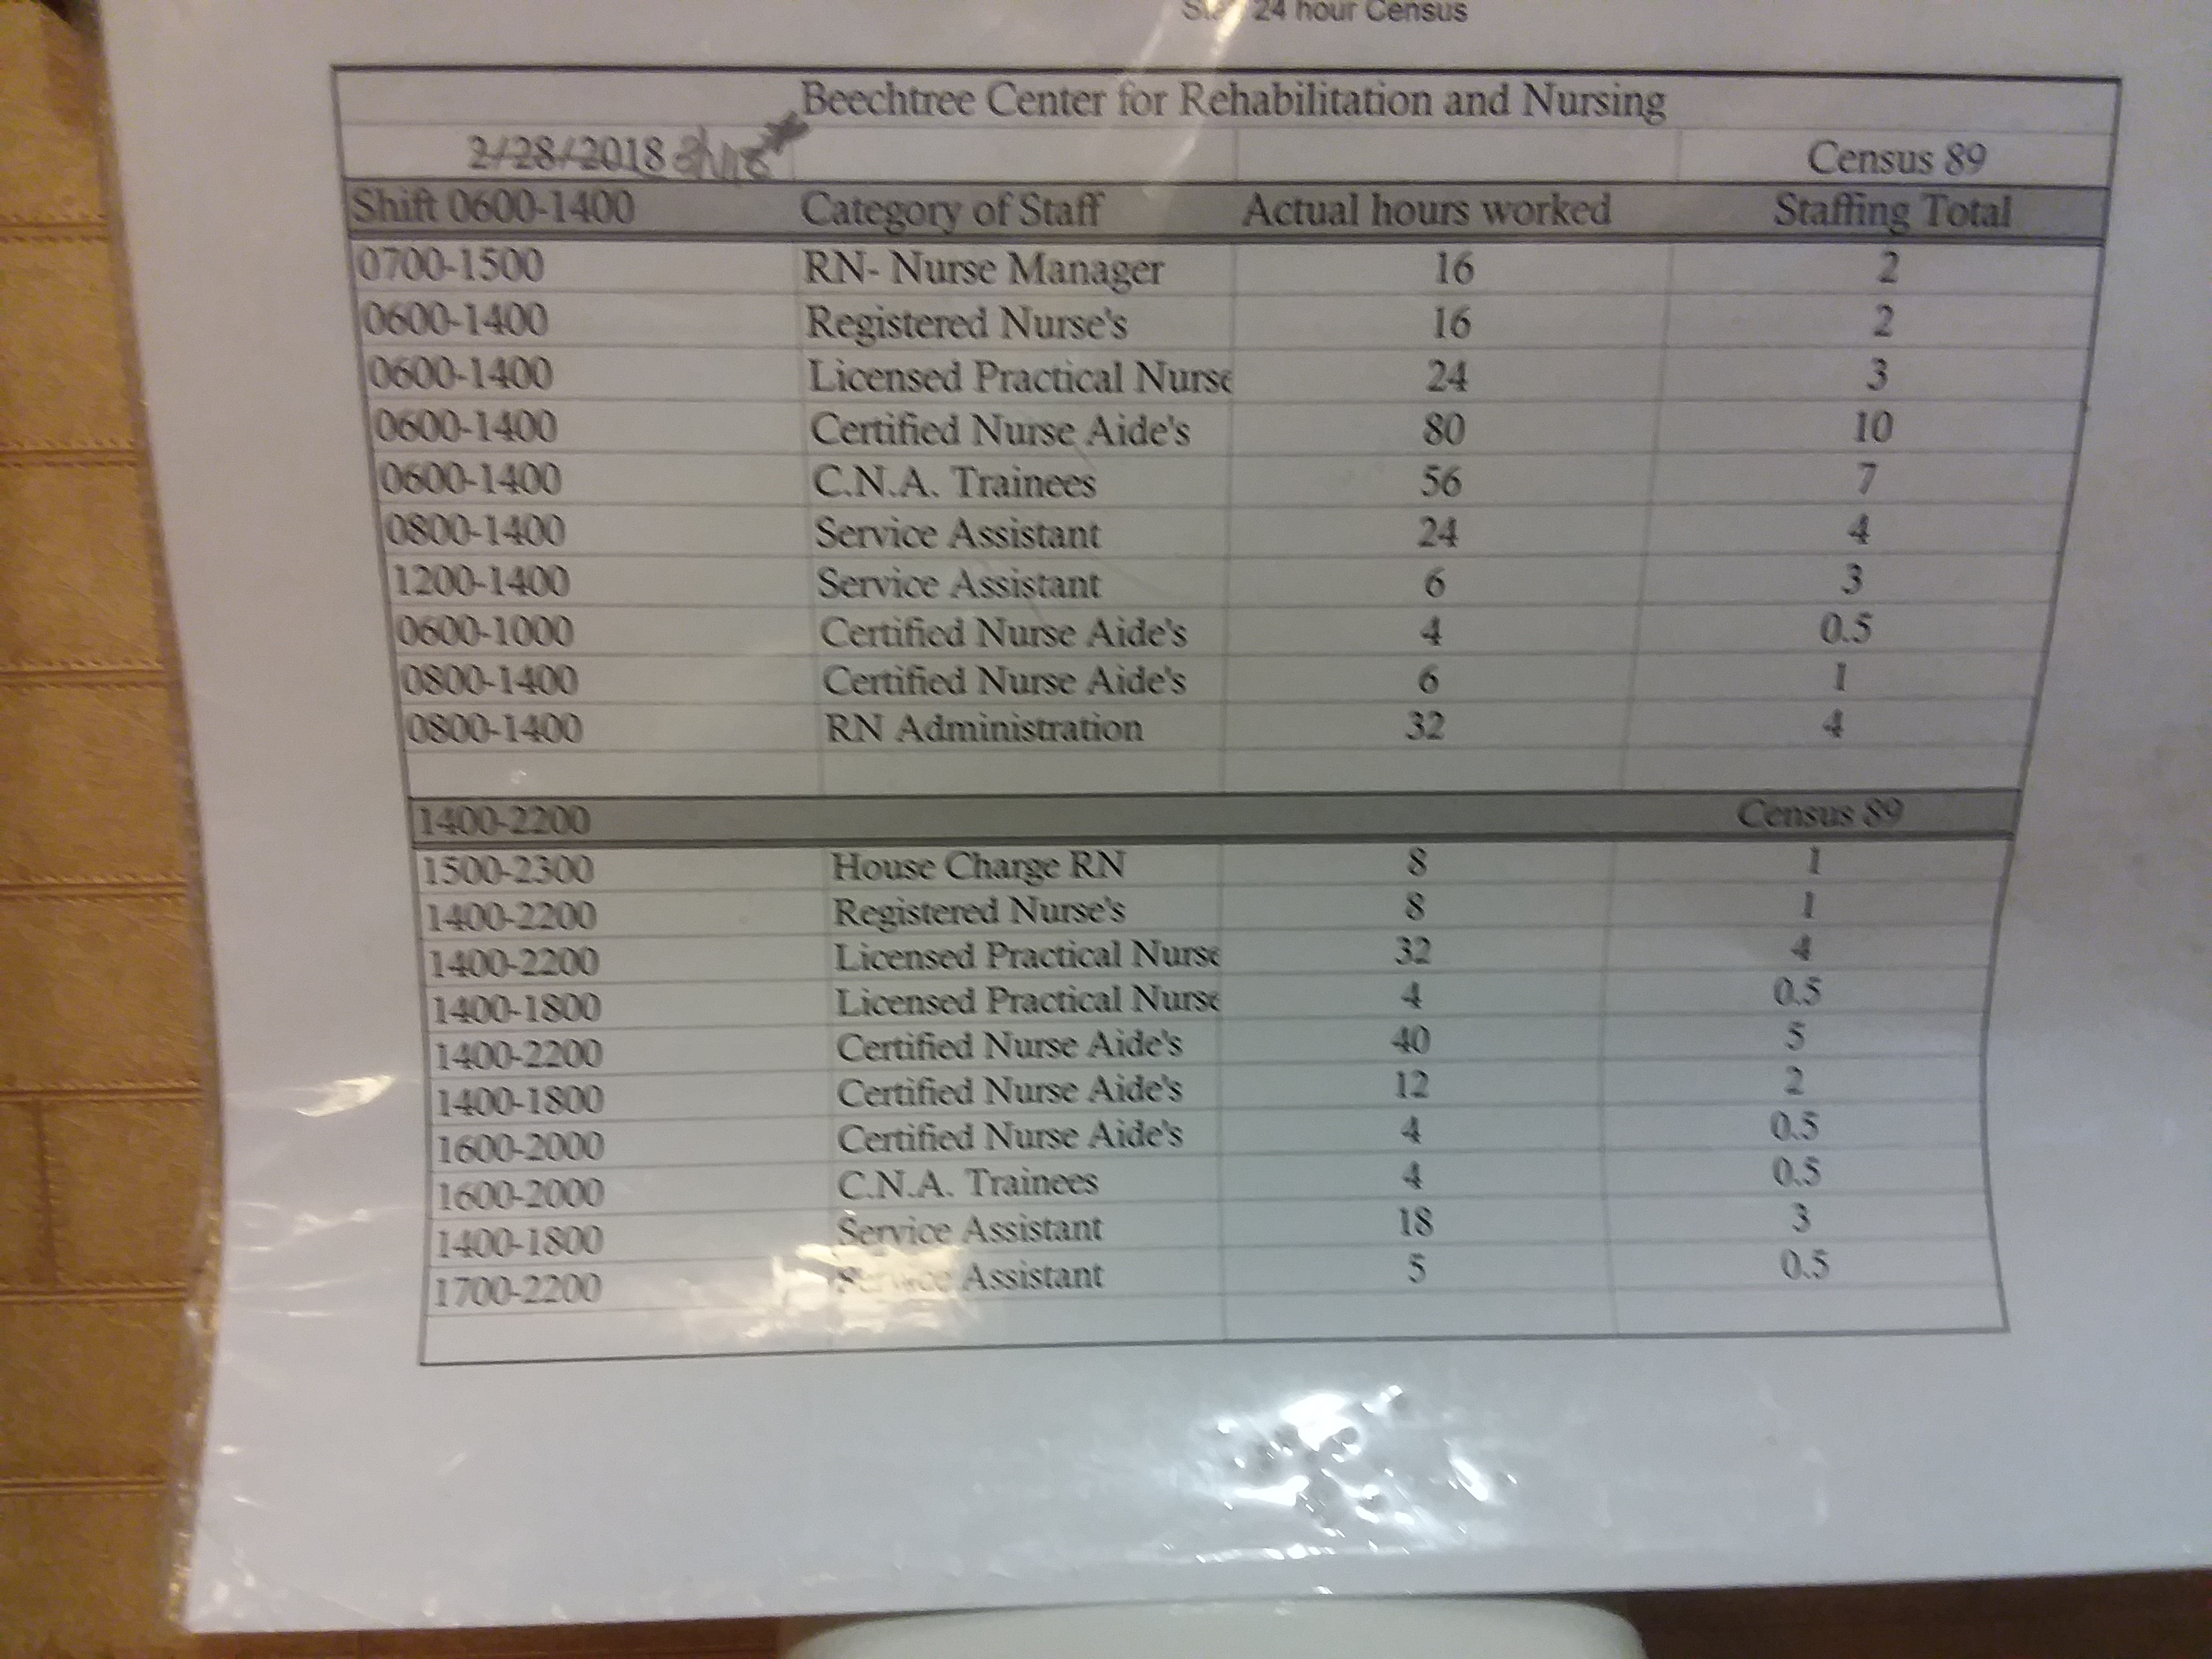 24 hour Census
Beechtree Center for Rehabilitation and Nursing
2/28/2018 Census 89
Shift 0600-1400 Category of Staff Actual hours worked Staffing Total
0700-1500 RN- Nurse Manager 16 2
0600-1400 Registered Nurse's 16 2
0600-1400 Licensed Practical Nurse 24 3
0600-1400 Certified Nurse Aide's 80 10
0600-1400 C.N.A. Trainees 56 7
0800-1400 Service Assistant 24 4
1200-1400 Service Assistant 6 3
0600-1000 Certified Nurse Aide's 4 0.5
0800-1400 Certified Nurse Aide's 6 1
0800-1400 RN Administration 32 4
1400-2200 Census 89
1500-2300 House Charge RN 8 1
1400-2200 Registered Nurse's 8 1
1400-2200 Licensed Practical Nurse 32 4
1400-1800 Licensed Practical Nurse 4 0.5
1400-2200 Certified Nurse Aide's 40 5
1400-1800 Certified Nurse Aide's 12 2
1600-2000 Certified Nurse Aide's 4 0.5
1600-2000 C.N.A. Trainees 4 0.5
1400-1800 Service Assistant 18 3
1700-2200 Service Assistant 5 0.5